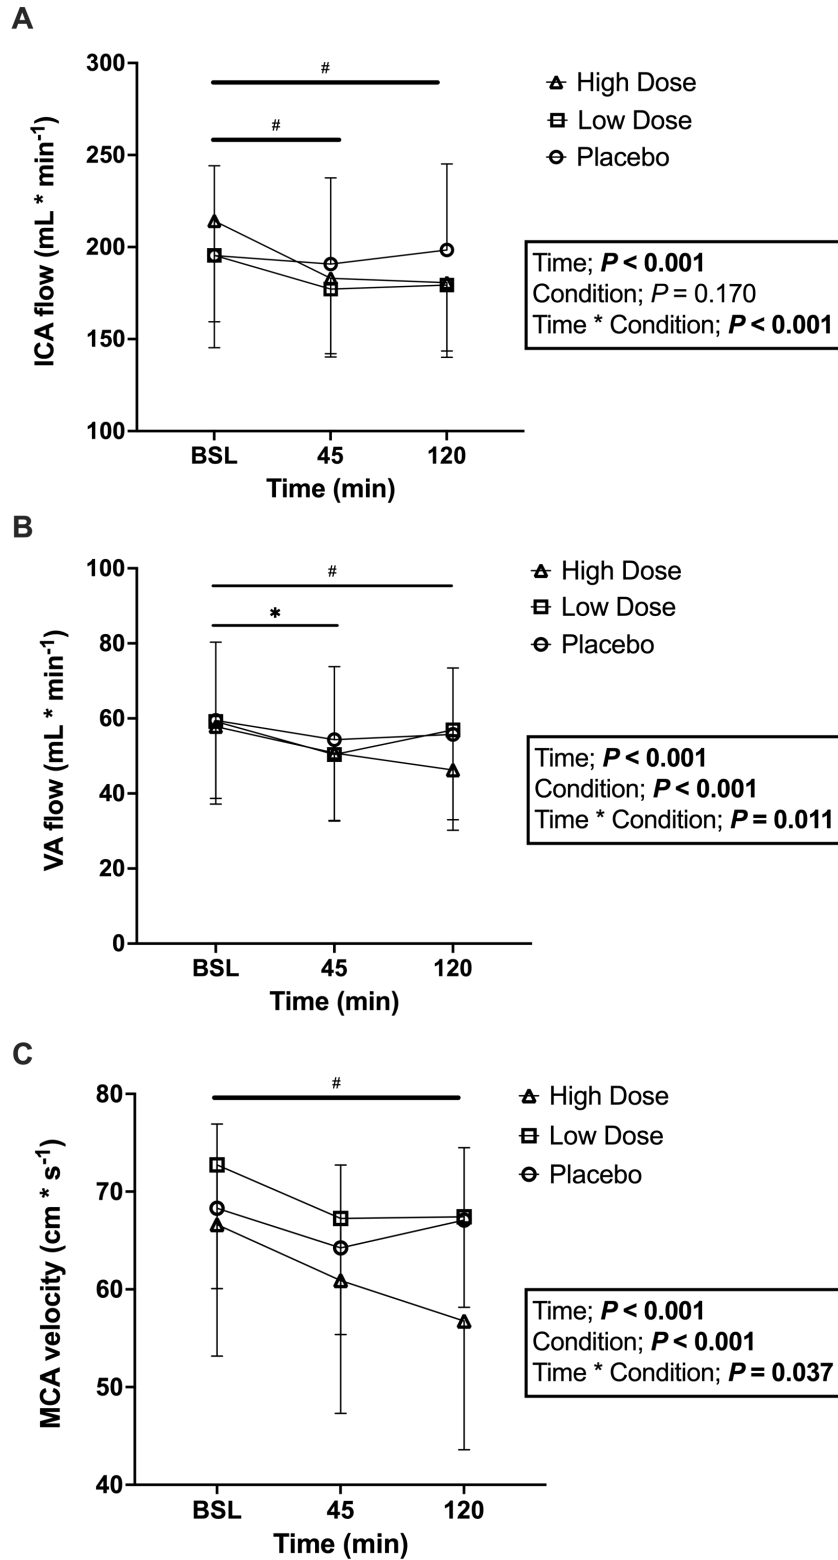 A
300
250
200
150
100
ICA flow (mL * min-1)
#
#
BSL 45 120
Time (min)
High Dose
Low Dose
Placebo
Time; P < 0.001
Condition; P = 0.170
Time * Condition; P < 0.001
B
100
80
60
40
20
0
VA flow (mL * min-1)
#
*
BSL 45 120
Time (min)
High Dose
Low Dose
Placebo
Time; P < 0.001
Condition; P < 0.001
Time * Condition; P = 0.011
C
80
70
60
50
40
MCA velocity (cm * s-1)
#
BSL 45 120
Time (min)
High Dose
Low Dose
Placebo
Time; P < 0.001
Condition; P < 0.001
Time * Condition; P = 0.037